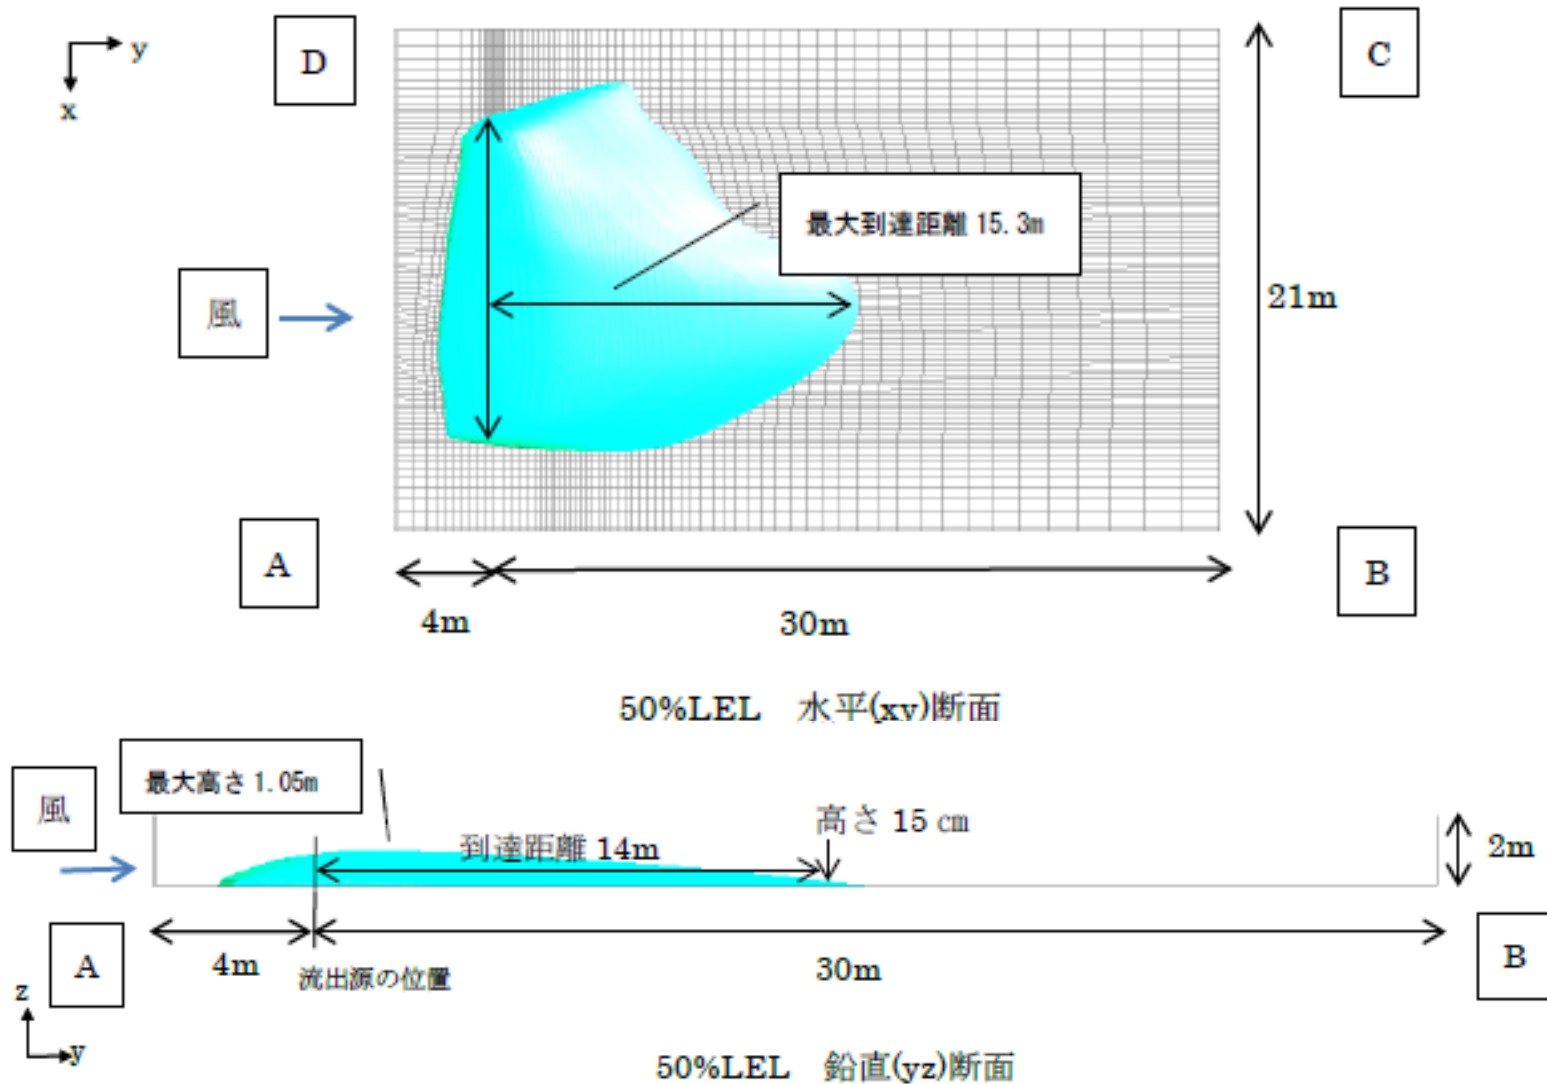 y
x
D
C
最大到達距離 15.3m
風
21m
A
B
4m
30m
50%LEL 水平(xy)断面
風
最大高さ 1.05m
到達距離 14m
高さ 15 ㎝
2m
A
B
4m
流出源の位置
30m
z
y
50%LEL 鉛直(yz)断面